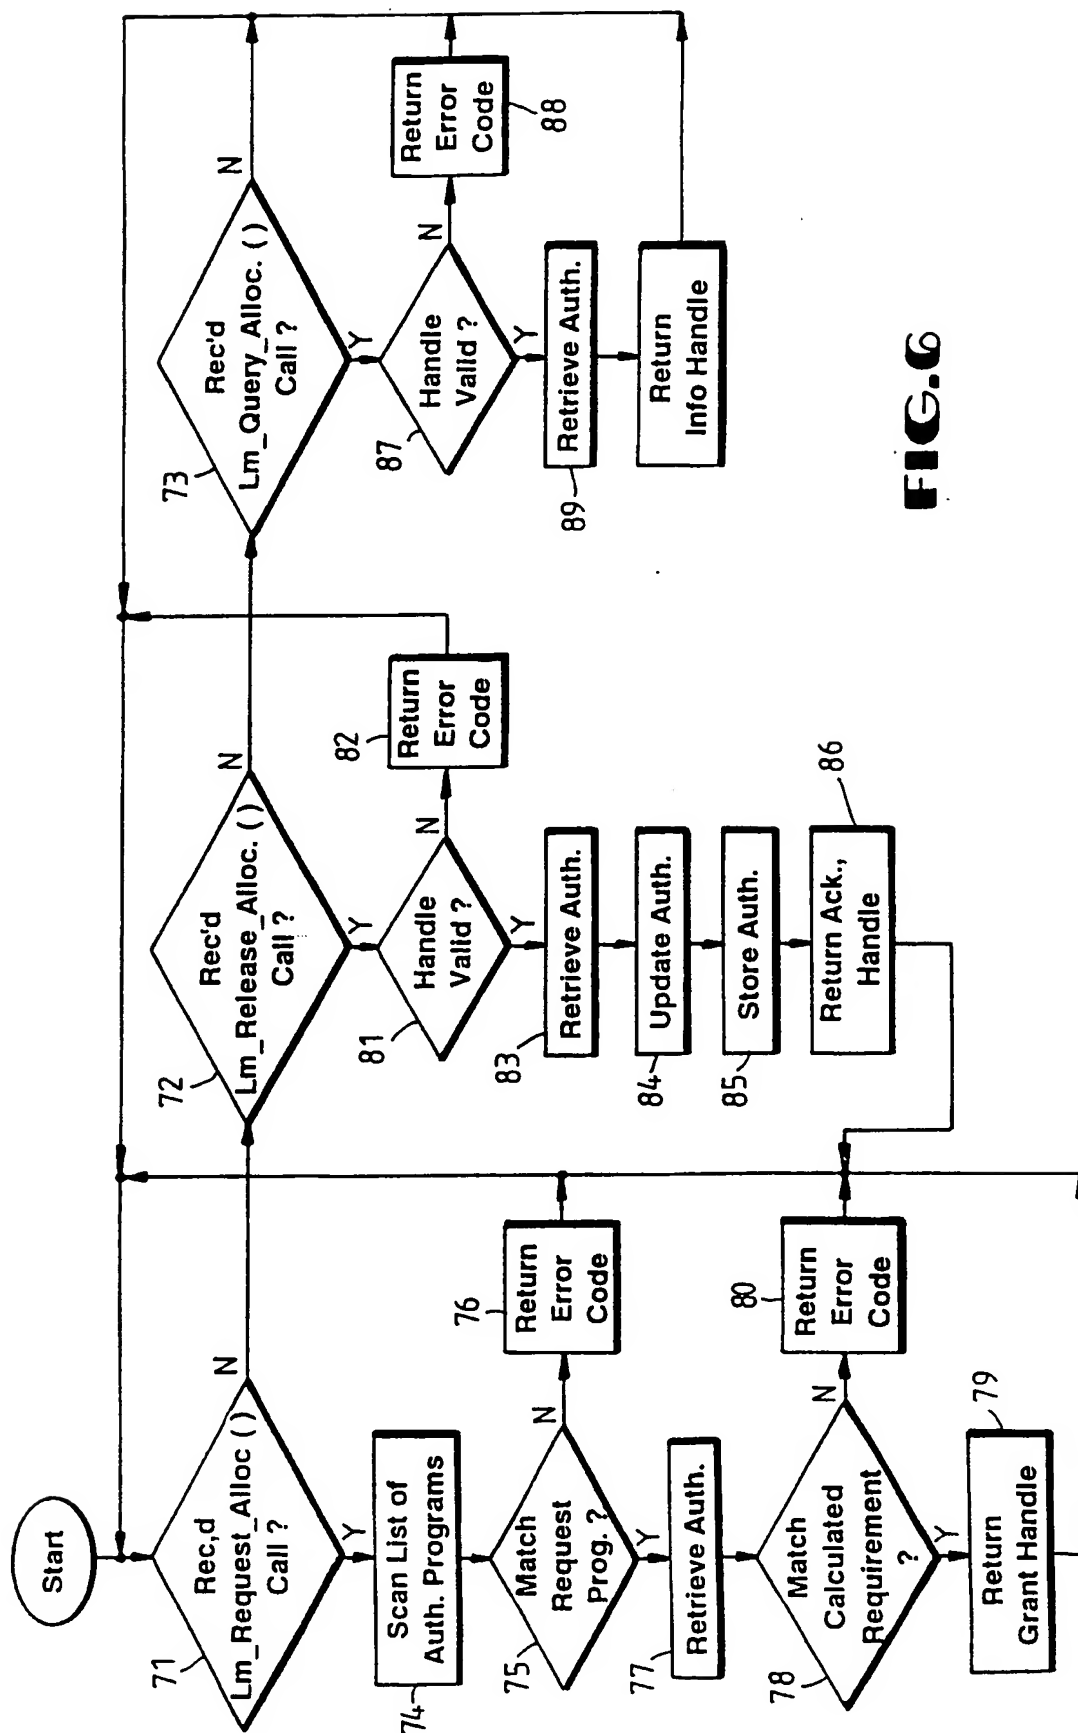 Start
71
Rec,d
Lm_Request_Alloc ()
Call ?
N
Y
74
Scan List of
Auth. Programs
75
Match
Request
Prog. ?
N
76
Return
Error
Code
Y
77
Retrieve Auth.
78
Match
Calculated
Requirement
?
N
80
Return
Error
Code
Y
79
Return
Grant Handle
72
Rec'd
Lm_Release_Alloc. ()
Call ?
N
Y
81
Handle
Valid ?
N
82
Return
Error
Code
Y
83
Retrieve Auth.
84
Update Auth.
85
Store Auth.
86
Return Ack.,
Handle
73
Rec'd
Lm_Query_Alloc. ()
Call ?
N
Y
87
Handle
Valid ?
N
88
Return
Error
Code
Y
89
Retrieve Auth.
Return
Info Handle
FIG.6